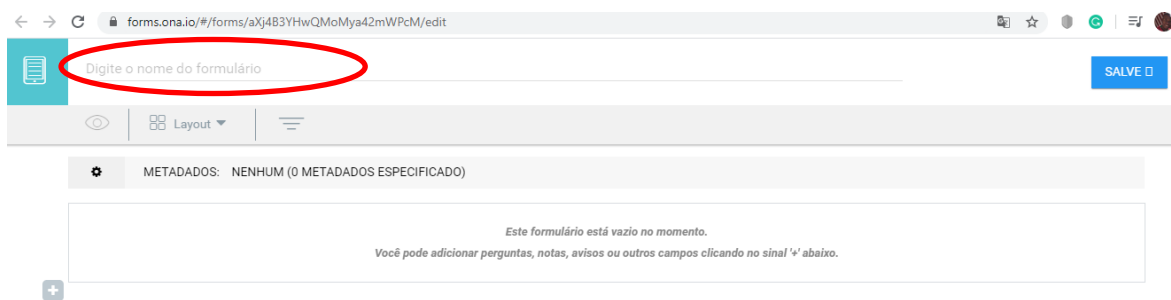 forms.ona.io/#/forms/aXj4B3YHwQMoMya42mWPcM/edit
Digite o nome do formulário
SALVE
Layout
METADADOS: NENHUM (0 METADADOS ESPECIFICADO)
Este formulário está vazio no momento.
Você pode adicionar perguntas, notas, avisos ou outros campos clicando no sinal '+' abaixo.